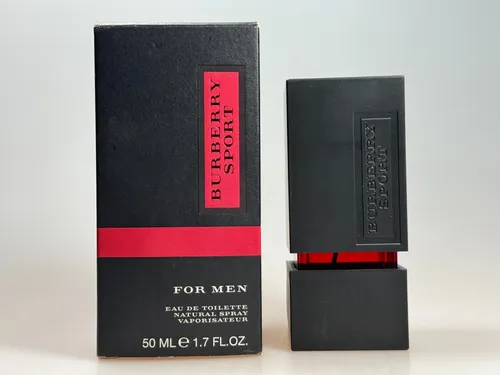 BURBERRY
SPORT
FOR MEN
EAU DE TOILETTE
NATURAL SPRAY
VAPORISATEUR
50 ML ℮ 1.7 FL.OZ.
BURBERRY
SPORT